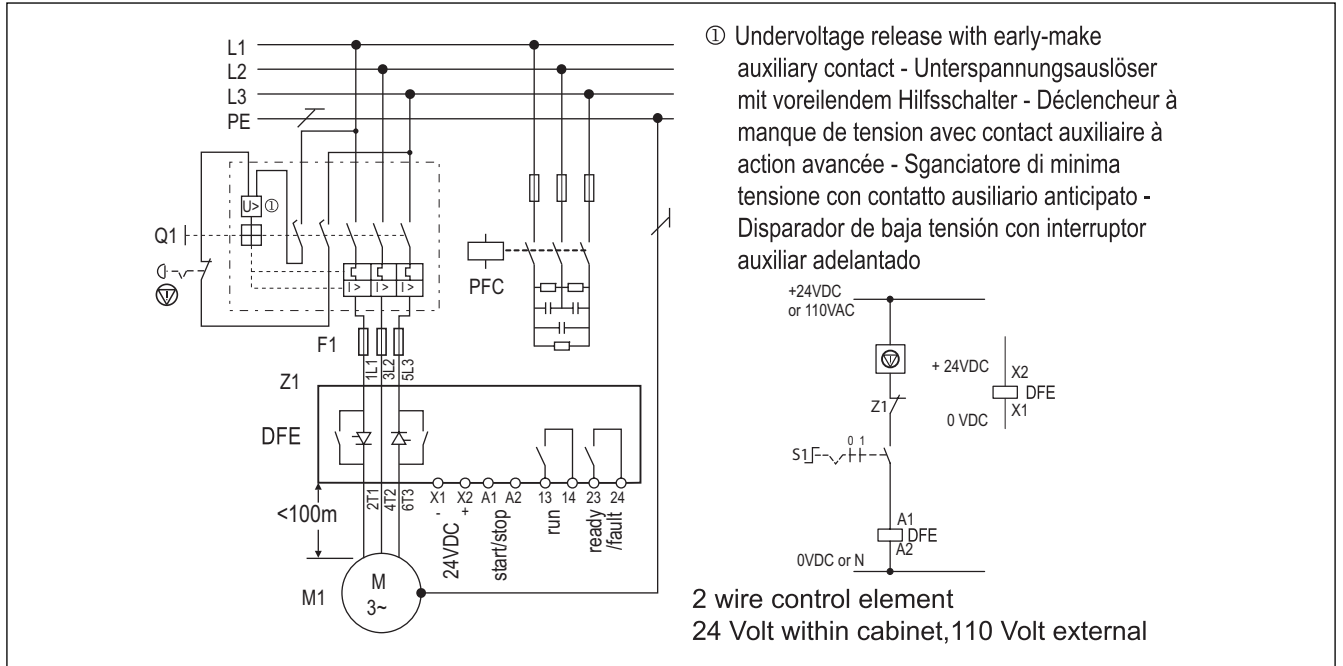 L1
L2
L3
PE
U> ①
Q1
I> I> I>
PFC
F1
1L1 3L2 5L3
Z1
DFE
2T1 4T2 6T3
X1 X2 A1 A2 13 14 23 24
- +
24VDC
start/stop
run
ready
/fault
<100m
M1
M
3~
① Undervoltage release with early-make
auxiliary contact - Unterspannungsauslöser
mit voreilendem Hilfsschalter - Déclencheur à
manque de tension avec contact auxiliaire à
action avancée - Sganciatore di minima
tensione con contatto ausiliario anticipato -
Disparador de baja tensión con interruptor
auxiliar adelantado
+24VDC
or 110VAC
Z1
0 1
S1
A1
DFE
A2
0VDC or N
+ 24VDC
X2
DFE
X1
0 VDC
2 wire control element
24 Volt within cabinet,110 Volt external